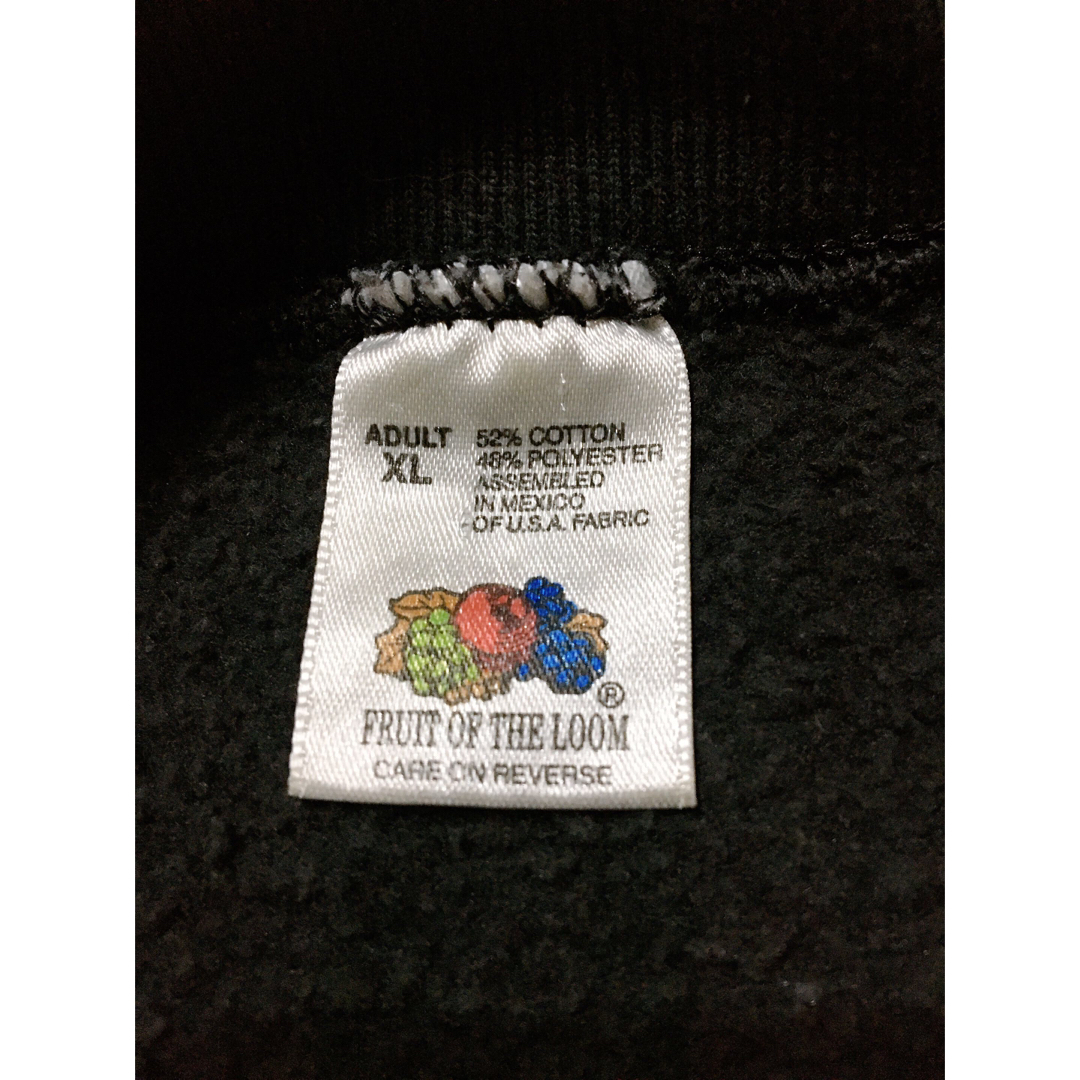 ADULT
XL
52% COTTON
48% POLYESTER
ASSEMBLED
IN MEXICO
OF U.S.A. FABRIC
®
FRUIT OF THE LOOM
CARE ON REVERSE